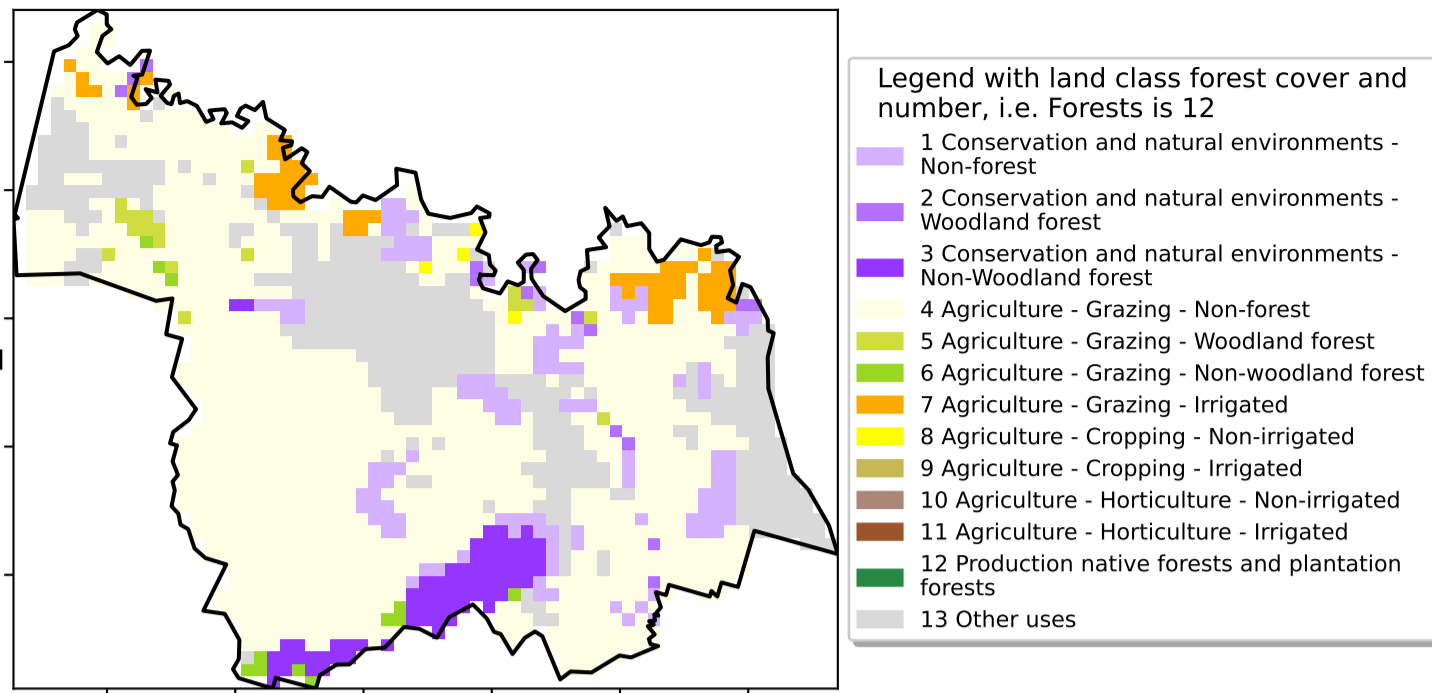 Legend with land class forest cover and
number, i.e. Forests is 12
1 Conservation and natural environments -
Non-forest
2 Conservation and natural environments -
Woodland forest
3 Conservation and natural environments -
Non-Woodland forest
4 Agriculture - Grazing - Non-forest
5 Agriculture - Grazing - Woodland forest
6 Agriculture - Grazing - Non-woodland forest
7 Agriculture - Grazing - Irrigated
8 Agriculture - Cropping - Non-irrigated
9 Agriculture - Cropping - Irrigated
10 Agriculture - Horticulture - Non-irrigated
11 Agriculture - Horticulture - Irrigated
12 Production native forests and plantation
forests
13 Other uses